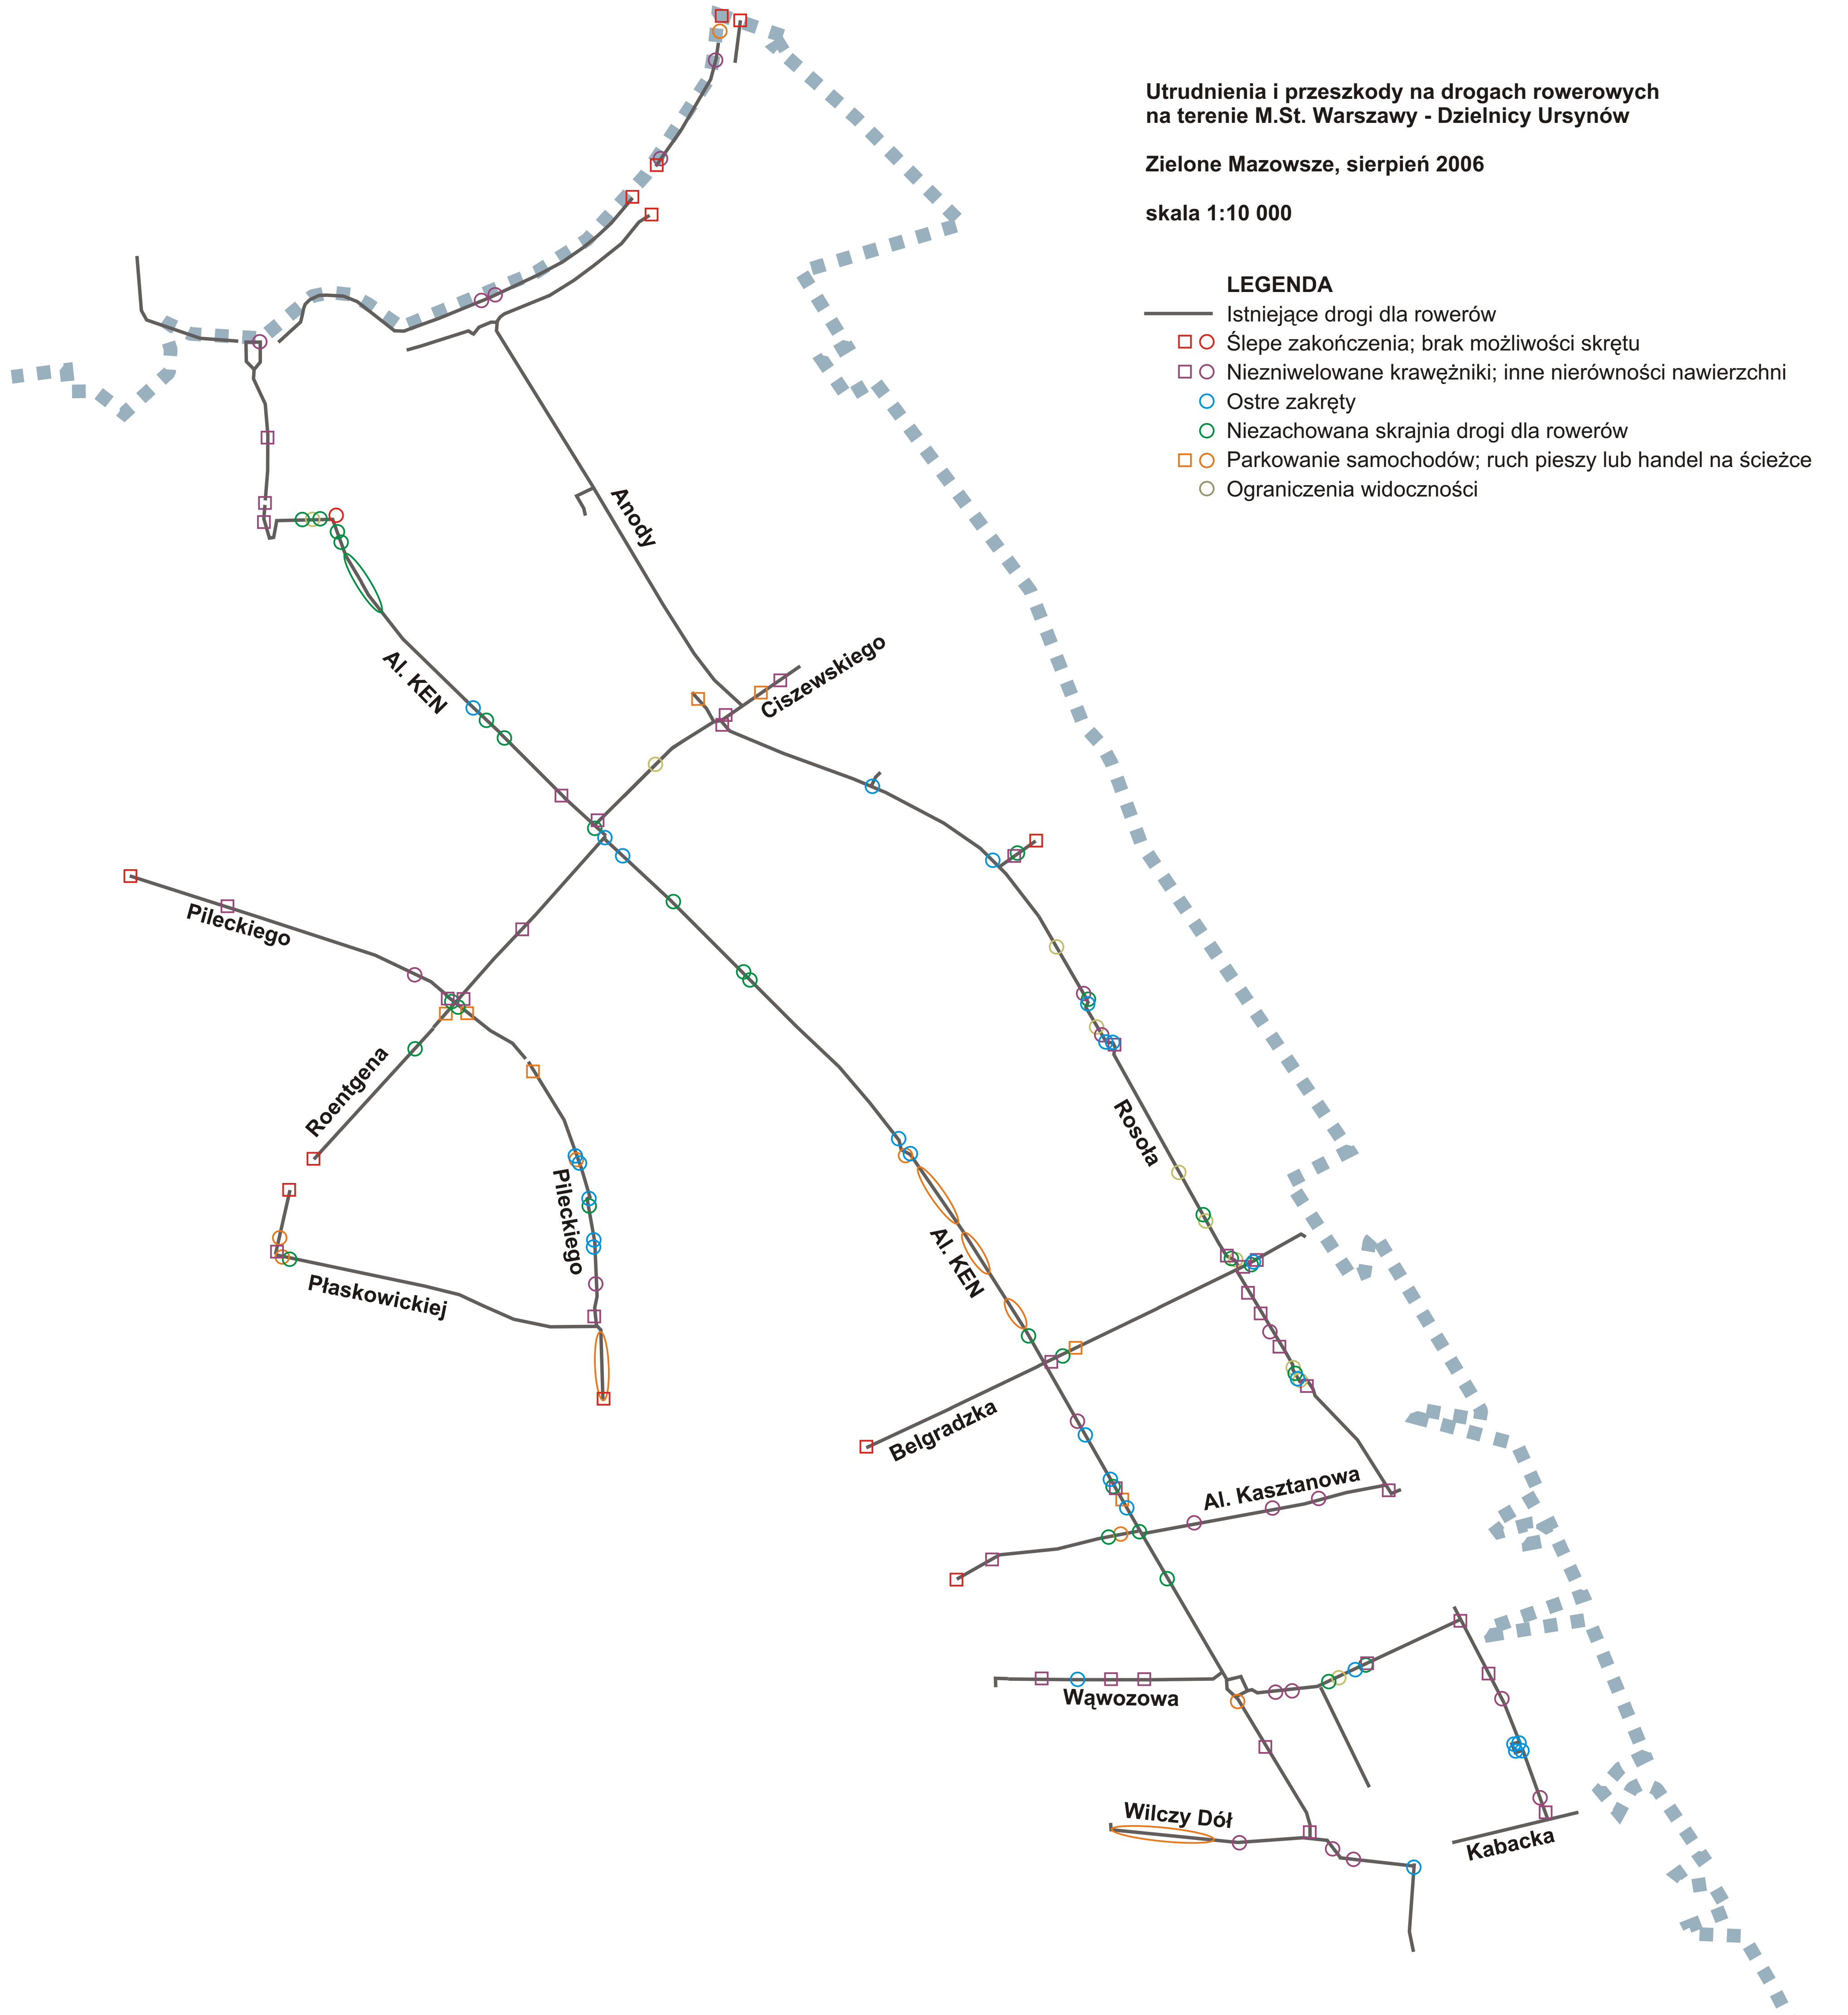 Utrudnienia i przeszkody na drogach rowerowych
na terenie M.St. Warszawy - Dzielnicy Ursynów
Zielone Mazowsze, sierpień 2006
skala 1:10 000
LEGENDA
Istniejące drogi dla rowerów
Ślepe zakończenia; brak możliwości skrętu
Niezniwelowane krawężniki; inne nierówności nawierzchni
Ostre zakręty
Niezachowana skrajnia drogi dla rowerów
Parkowanie samochodów; ruch pieszy lub handel na ścieżce
Ograniczenia widoczności
Anody
Al. KEN
Ciszewskiego
Pileckiego
Roentgena
Rosoła
Pileckiego
Al. KEN
Płaskowickiej
Belgradzka
Al. Kasztanowa
Wąwozowa
Wilczy Dół
Kabacka